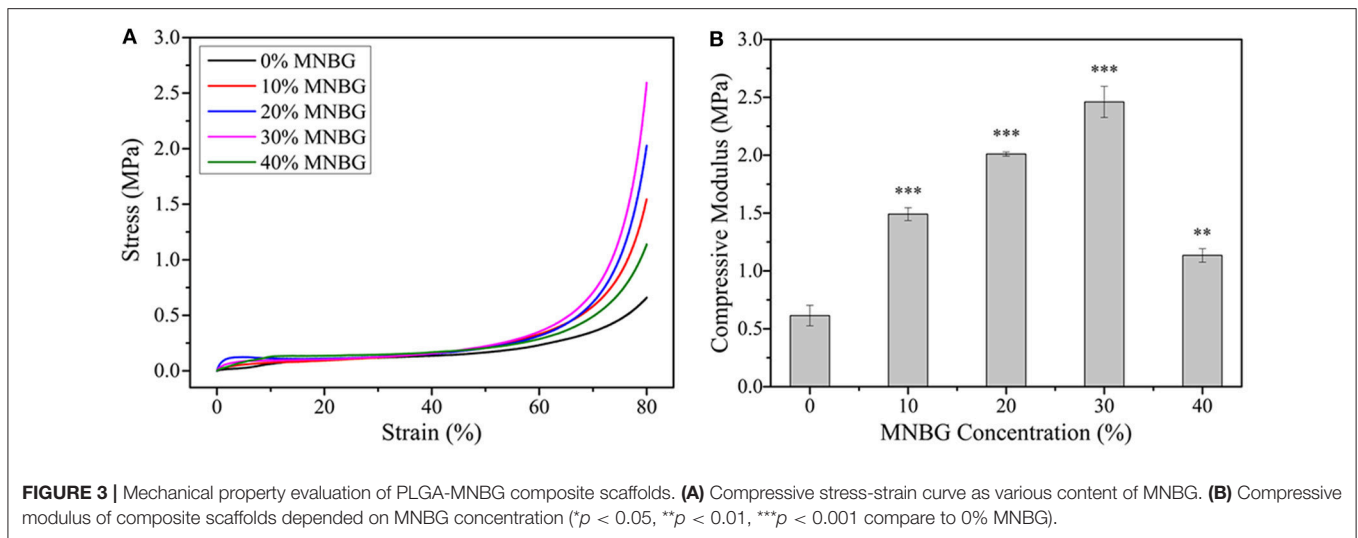 A
3.0
2.5
2.0
1.5
1.0
0.5
0.0
Stress (MPa)
0% MNBG
10% MNBG
20% MNBG
30% MNBG
40% MNBG
0 20 40 60 80
Strain (%)
B
3.0
2.5
2.0
1.5
1.0
0.5
0.0
Compressive Modulus (MPa)
***
***
***
**
0 10 20 30 40
MNBG Concentration (%)
FIGURE 3 | Mechanical property evaluation of PLGA-MNBG composite scaffolds. (A) Compressive stress-strain curve as various content of MNBG. (B) Compressive
modulus of composite scaffolds depended on MNBG concentration (*p < 0.05, **p < 0.01, ***p < 0.001 compare to 0% MNBG).